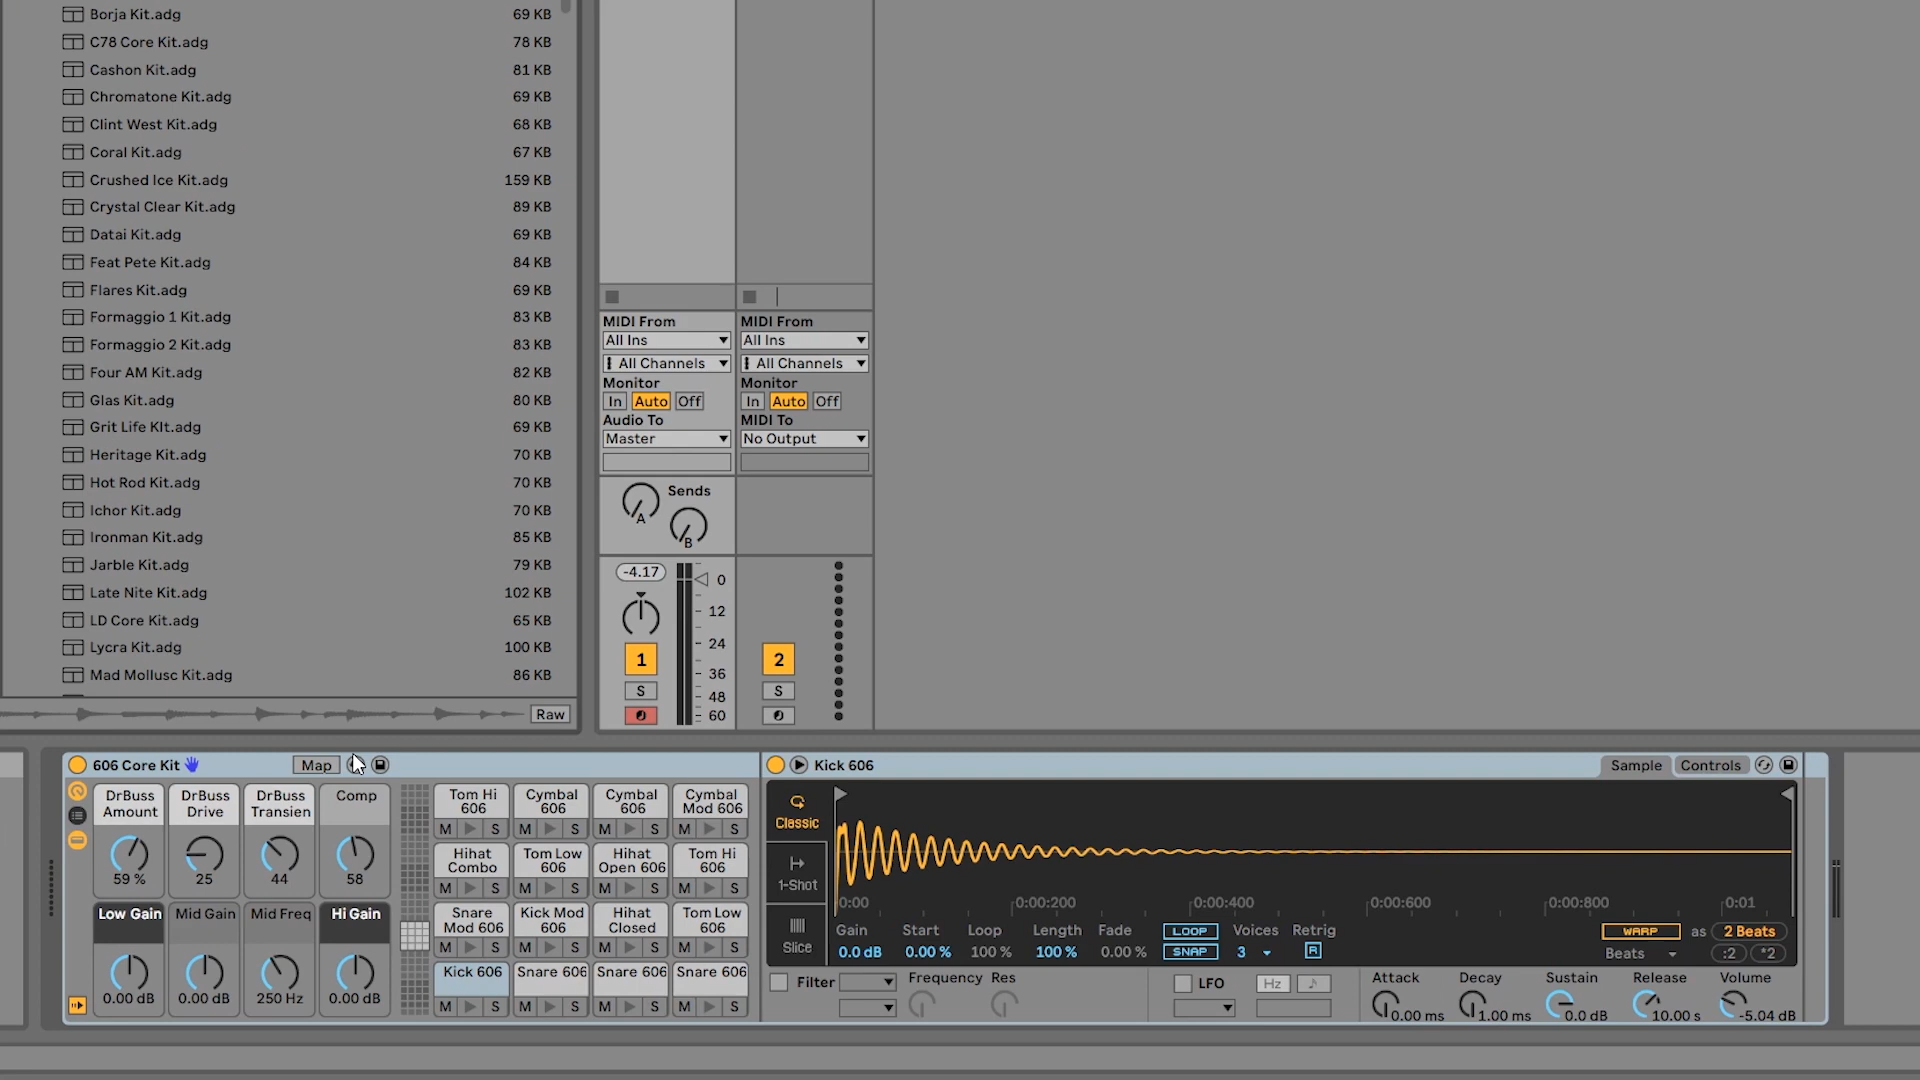 Borja Kit.adg 69 KB
C78 Core Kit.adg 78 KB
Cashon Kit.adg 81 KB
Chromatone Kit.adg 69 KB
Clint West Kit.adg 68 KB
Coral Kit.adg 67 KB
Crushed Ice Kit.adg 159 KB
Crystal Clear Kit.adg 89 KB
Datai Kit.adg 69 KB
Feat Pete Kit.adg 84 KB
Flares Kit.adg 69 KB
Formaggio 1 Kit.adg 83 KB
Formaggio 2 Kit.adg 83 KB
Four AM Kit.adg 82 KB
Glas Kit.adg 80 KB
Grit Life KIt.adg 69 KB
Heritage Kit.adg 70 KB
Hot Rod Kit.adg 70 KB
Ichor Kit.adg 70 KB
Ironman Kit.adg 85 KB
Jarble Kit.adg 79 KB
Late Nite Kit.adg 102 KB
LD Core Kit.adg 65 KB
Lycra Kit.adg 100 KB
Mad Mollusc Kit.adg 86 KB
Raw
MIDI From MIDI From
All Ins All Ins
All Channels All Channels
Monitor Monitor
In Auto Off In Auto Off
Audio To MIDI To
Master No Output
Sends
A
B
-4.17 0
12
24
1 2
36
S S
48
60
606 Core Kit Map
DrBuss Amount DrBuss Drive DrBuss Transien Comp
59 % 25 44 58
Low Gain Mid Gain Mid Freq Hi Gain
0.00 dB 0.00 dB 250 Hz 0.00 dB
Tom Hi 606 Cymbal 606 Cymbal 606 Cymbal Mod 606
M S M S M S M S
Hihat Combo Tom Low 606 Hihat Open 606 Tom Hi 606
M S M S M S M S
Snare Mod 606 Kick Mod 606 Hihat Closed Tom Low 606
M S M S M S M S
Kick 606 Snare 606 Snare 606 Snare 606
M S M S M S M S
Kick 606 Sample Controls
Classic
1-Shot
Slice
0:00 0:00:200 0:00:400 0:00:600 0:00:800 0:01
Gain Start Loop Length Fade LOOP Voices Retrig WARP as 2 Beats
0.0 dB 0.00 % 100 % 100 % 0.00 % SNAP 3 R Beats :2 *2
Filter Frequency Res LFO Hz Attack Decay Sustain Release Volume
0.00 ms 1.00 ms 0.0 dB 10.00 s -5.04 dB